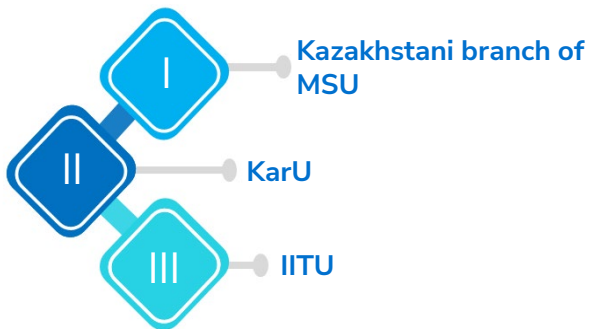 I
Kazakhstani branch of
MSU
II
KarU
III
IITU